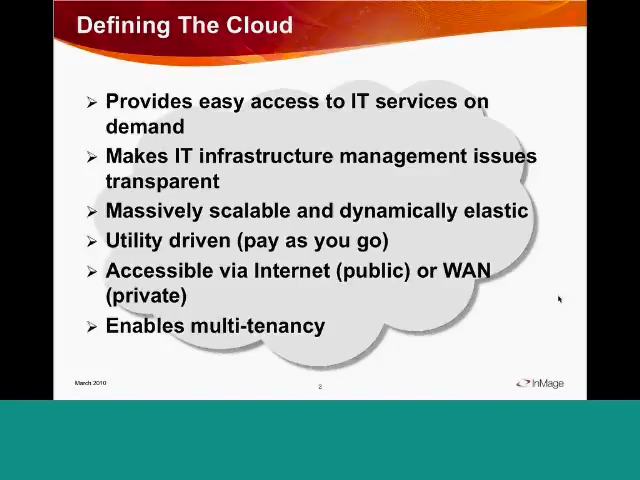 Defining The Cloud
➢ Provides easy access to IT services on
demand
➢ Makes IT infrastructure management issues
transparent
➢ Massively scalable and dynamically elastic
➢ Utility driven (pay as you go)
➢ Accessible via Internet (public) or WAN
(private)
➢ Enables multi-tenancy
March 2010
2
InMage